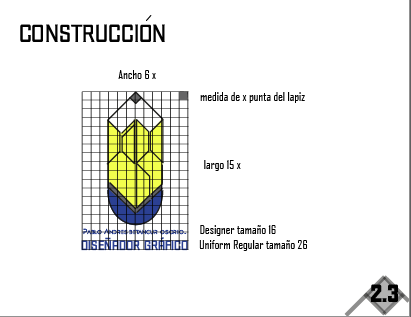 CONSTRUCCIÓN
Ancho 6 x
medida de x punta del lapiz
largo 15 x
PABLO ANDRES BETANCUR OSORIO
Designer tamaño 16
DISEÑADOR GRÁFICO
Uniform Regular tamaño 26
2.3